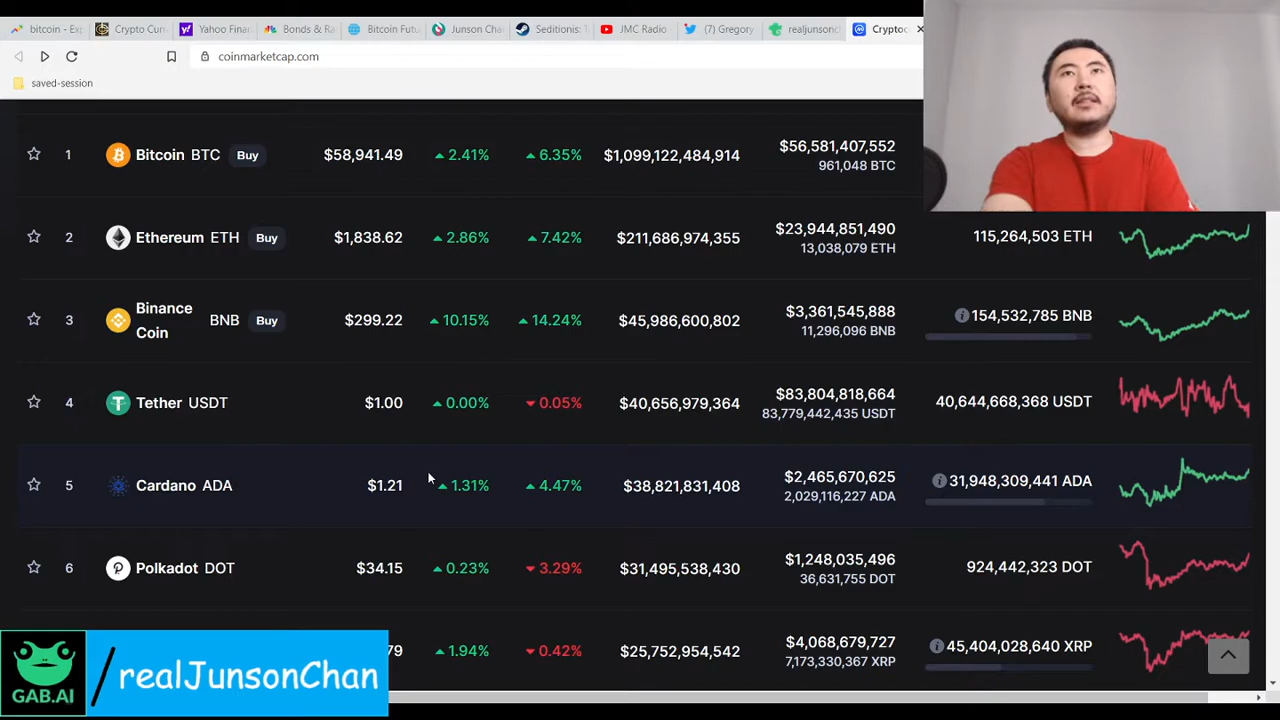 bitcoin - Exp
Crypto Curr
Yahoo Finan
Bonds & Ra
Bitcoin Futu
Junson Chan
Seditionis: T
JMC Radio
(7) Gregory
realjunsonch
Cryptoc
coinmarketcap.com
saved-session
1 Bitcoin BTC Buy $58,941.49 2.41% 6.35% $1,099,122,484,914 $56,581,407,552
961,048 BTC
2 Ethereum ETH Buy $1,838.62 2.86% 7.42% $211,686,974,355 $23,944,851,490 115,264,503 ETH
13,038,079 ETH
3 Binance Coin BNB Buy $299.22 10.15% 14.24% $45,986,600,802 $3,361,545,888 154,532,785 BNB
11,296,096 BNB
4 Tether USDT $1.00 0.00% 0.05% $40,656,979,364 $83,804,818,664 40,644,668,368 USDT
83,779,442,435 USDT
5 Cardano ADA $1.21 1.31% 4.47% $38,821,831,408 $2,465,670,625 31,948,309,441 ADA
2,029,116,227 ADA
6 Polkadot DOT $34.15 0.23% 3.29% $31,495,538,430 $1,248,035,496 924,442,323 DOT
36,631,755 DOT
79 1.94% 0.42% $25,752,954,542 $4,068,679,727 45,404,028,640 XRP
7,173,330,367 XRP
GAB.AI
/realJunsonChan